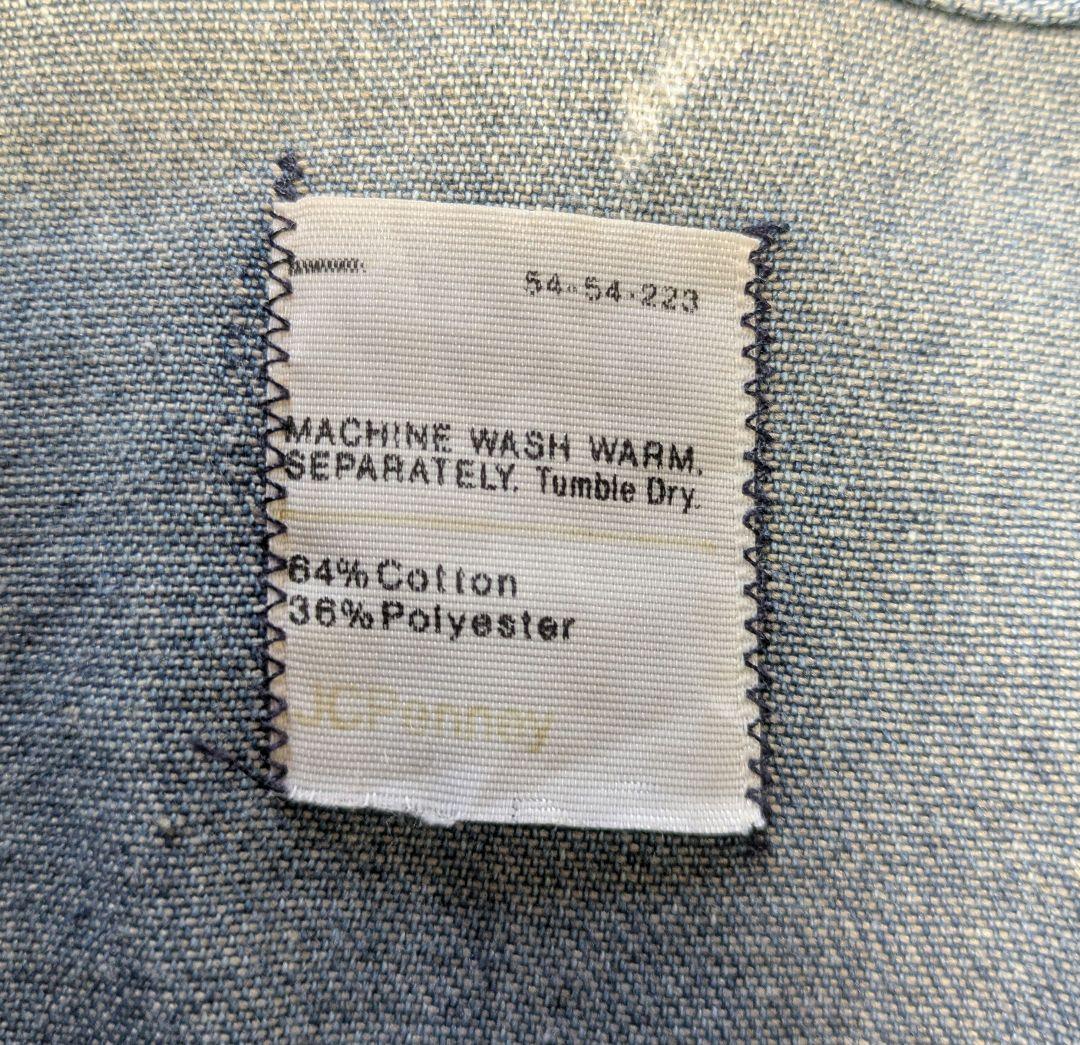 54-54-223
MACHINE WASH WARM,
SEPARATELY. Tumble Dry.
64% Cotton
36% Polyester
JCPenney